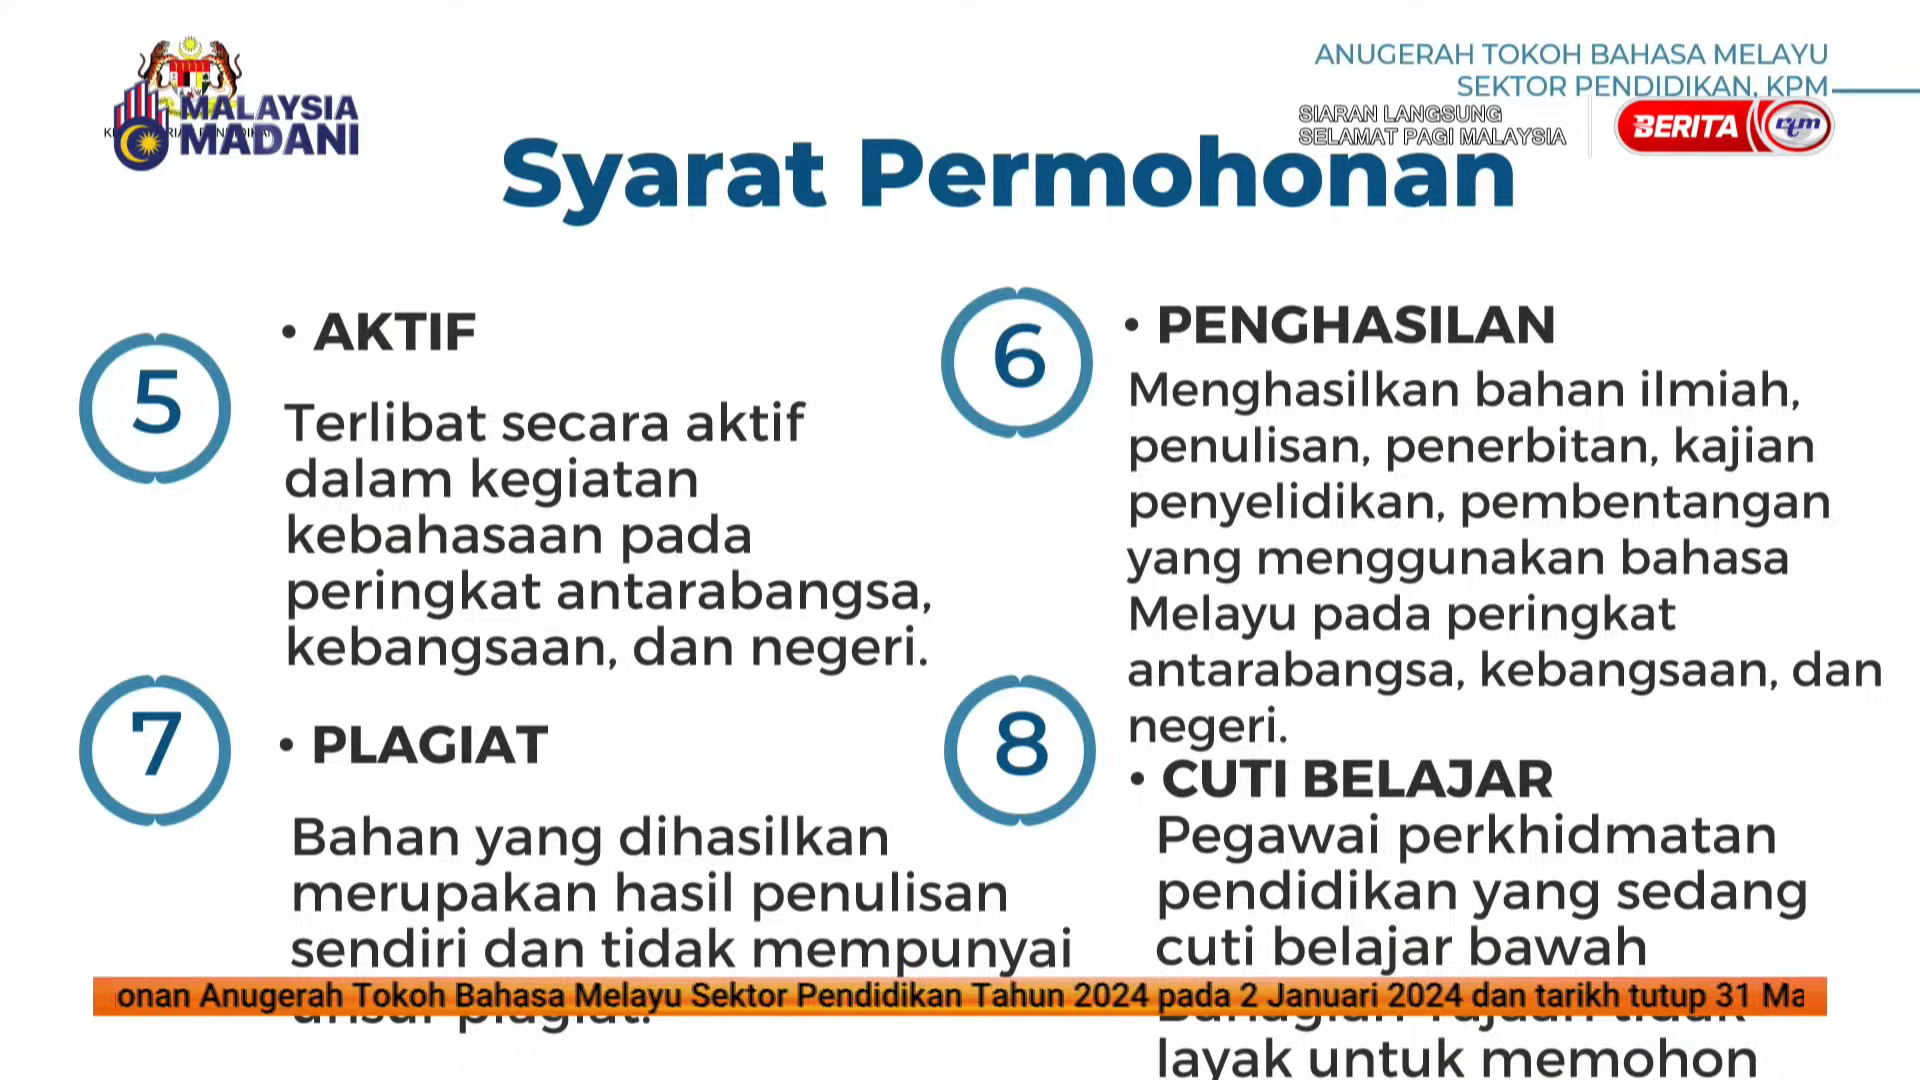 ANUGERAH TOKOH BAHASA MELAYU
SEKTOR PENDIDIKAN, KPM
MALAYSIA
MADANI
SIARAN LANGSUNG
SELAMAT PAGI MALAYSIA
BERITA rtm
Syarat Permohonan
5
• AKTIF
Terlibat secara aktif
dalam kegiatan
kebahasaan pada
peringkat antarabangsa,
kebangsaan, dan negeri.
6
• PENGHASILAN
Menghasilkan bahan ilmiah,
penulisan, penerbitan, kajian
penyelidikan, pembentangan
yang menggunakan bahasa
Melayu pada peringkat
antarabangsa, kebangsaan, dan
negeri.
7
• PLAGIAT
Bahan yang dihasilkan
merupakan hasil penulisan
sendiri dan tidak mempunyai
unsur plagiat.
8
• CUTI BELAJAR
Pegawai perkhidmatan
pendidikan yang sedang
cuti belajar bawah
layak untuk memohon
onan Anugerah Tokoh Bahasa Melayu Sektor Pendidikan Tahun 2024 pada 2 Januari 2024 dan tarikh tutup 31 Ma